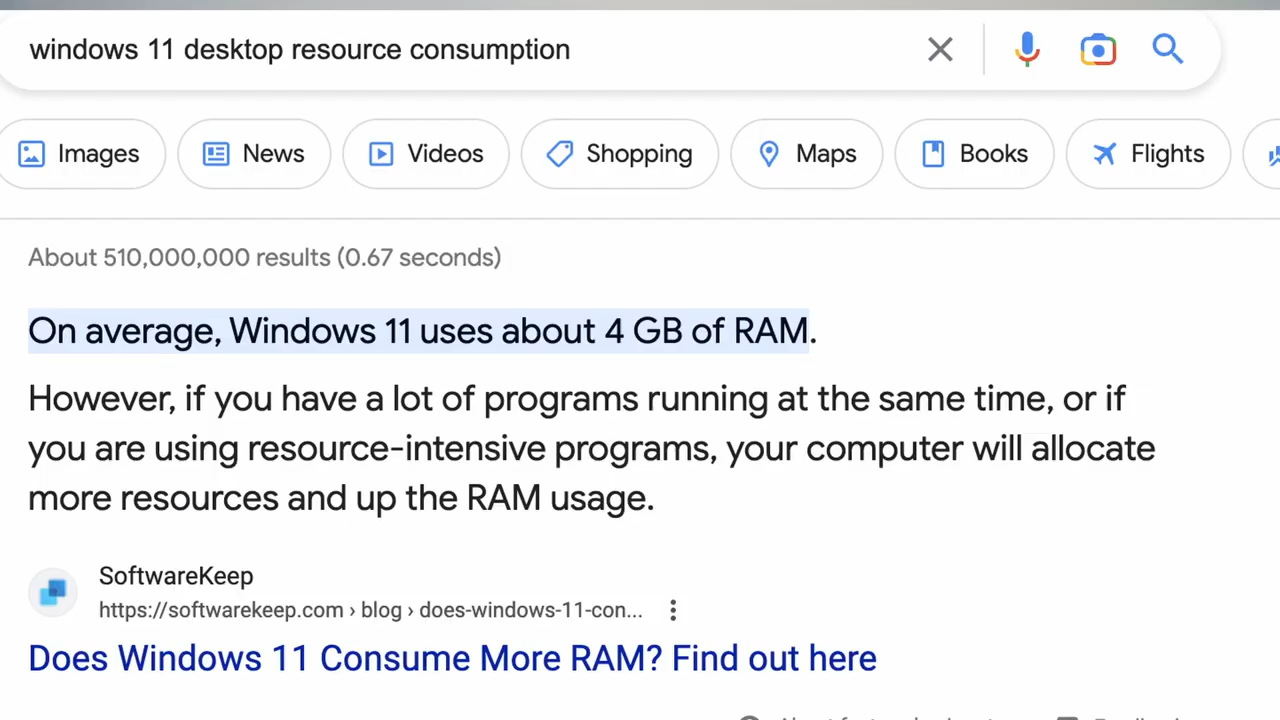 windows 11 desktop resource consumption
Images News Videos Shopping Maps Books Flights
About 510,000,000 results (0.67 seconds)
On average, Windows 11 uses about 4 GB of RAM.
However, if you have a lot of programs running at the same time, or if
you are using resource-intensive programs, your computer will allocate
more resources and up the RAM usage.
SoftwareKeep
https://softwarekeep.com › blog › does-windows-11-con...
Does Windows 11 Consume More RAM? Find out here